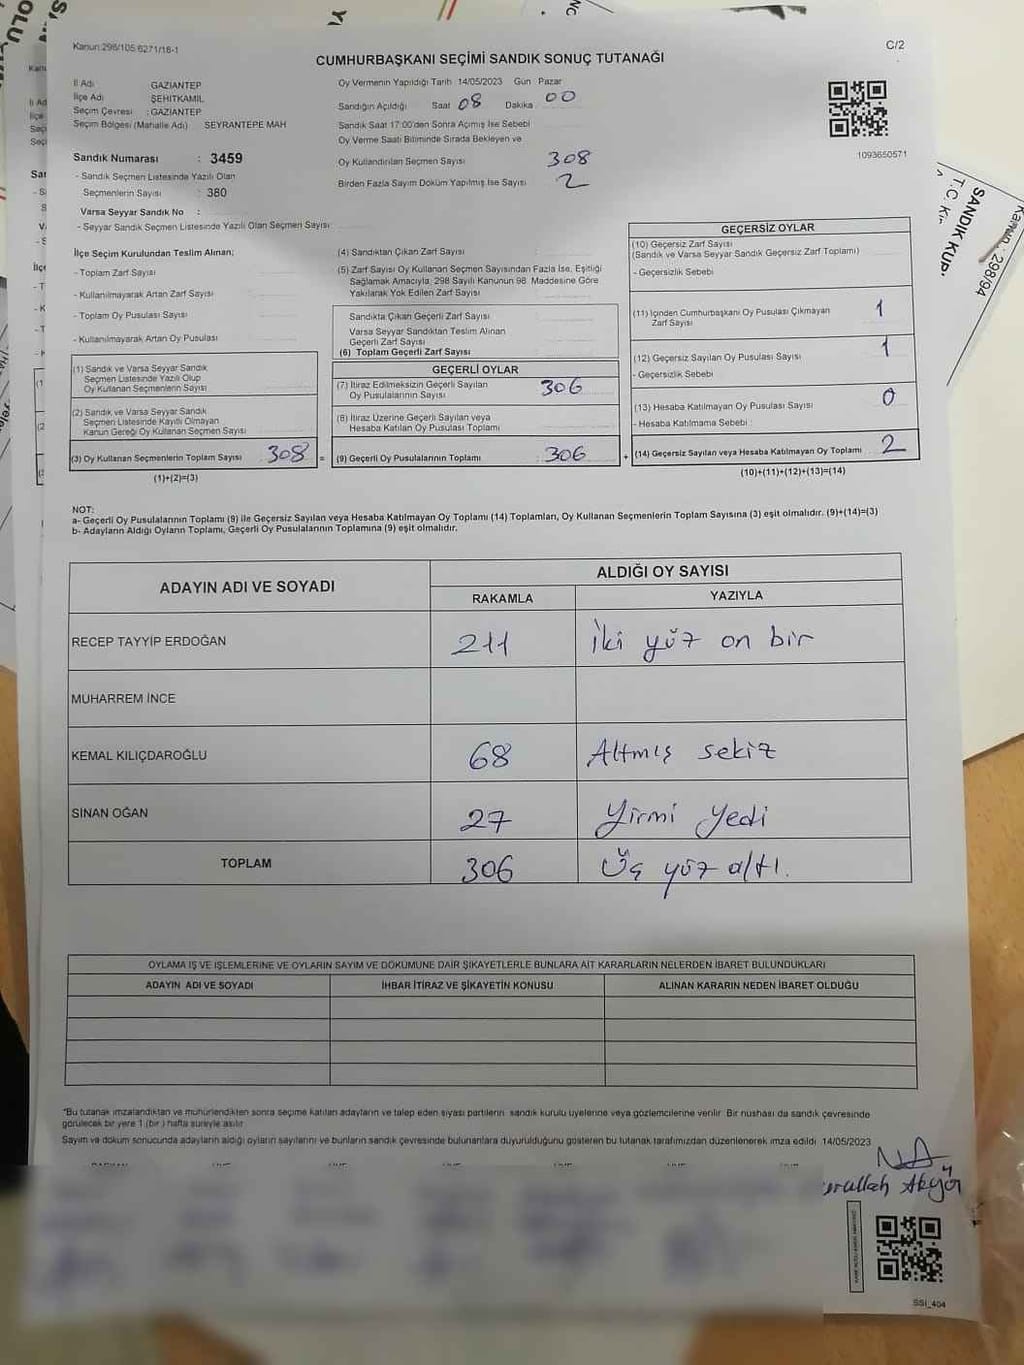 Kanun:298/105 6271/18-1
C/2
CUMHURBAŞKANI SEÇİMİ SANDIK SONUÇ TUTANAĞI
İl Adı GAZİANTEP
İlçe Adı ŞEHİTKAMİL
Seçim Çevresi : GAZİANTEP
Seçim Bölgesi (Mahalle Adı) SEYRANTEPE MAH
Sandık Numarası : 3459
- Sandık Seçmen Listesinde Yazılı Olan
Seçmenlerin Sayısı : 380
Varsa Seyyar Sandık No :
- Seyyar Sandık Seçmen Listesinde Yazılı Olan Seçmen Sayısı:
Oy Vermenin Yapıldığı Tarih 14/05/2023 Gün Pazar
Sandığın Açıldığı Saat 08 Dakika 00
Sandık Saat 17:00'den Sonra Açımış İse Sebebi
Oy Verme Saati Bitiminde Sırada Bekleyen ve
Oy Kullandırılan Seçmen Sayısı 308
Birden Fazla Sayım Döküm Yapılmış İse Sayısı 2
1093650571
İlçe Seçim Kurulundan Teslim Alınan:
- Toplam Zarf Sayısı
- Kullanılmayarak Artan Zarf Sayısı
- Toplam Oy Pusulası Sayısı
- Kullanılmayarak Artan Oy Pusulası
(1) Sandık ve Varsa Seyyar Sandık
Seçmen Listesinde Yazılı Olup
Oy Kullanan Seçmenlerin Sayısı
(2) Sandık ve Varsa Seyyar Sandık
Seçmen Listesinde Kayıtlı Olmayan
Kanun Gereği Oy Kullanan Seçmen Sayısı
(3) Oy Kullanan Seçmenlerin Toplam Sayısı 308 =
(1)+(2)=(3)
(4) Sandıktan Çıkan Zarf Sayısı
(5) Zarf Sayısı Oy Kullanan Seçmen Sayısından Fazla İse, Eşitliği
Sağlamak Amacıyla, 298 Sayılı Kanunun 98. Maddesine Göre
Yakılarak Yok Edilen Zarf Sayısı
Sandıkta Çıkan Geçerli Zarf Sayısı
Varsa Seyyar Sandıktan Teslim Alınan
Geçerli Zarf Sayısı
(6) Toplam Geçerli Zarf Sayısı
GEÇERLİ OYLAR
(7) İtiraz Edilmeksizin Geçerli Sayılan
Oy Pusulalarının Sayısı 306
(8) İtiraz Üzerine Geçerli Sayılan veya
Hesaba Katılan Oy Pusulası Toplamı
(9) Geçerli Oy Pusulalarının Toplamı : 306 +
GEÇERSİZ OYLAR
(10) Geçersiz Zarf Sayısı
(Sandık ve Varsa Seyyar Sandık Geçersiz Zarf Toplamı)
- Geçersizlik Sebebi
(11) İçinden Cumhurbaşkanı Oy Pusulası Çıkmayan
Zarf Sayısı 1
(12) Geçersiz Sayılan Oy Pusulası Sayısı 1
- Geçersizlik Sebebi
(13) Hesaba Katılmayan Oy Pusulası Sayısı 0
- Hesaba Katılmama Sebebi :
(14) Geçersiz Sayılan veya Hesaba Katılmayan Oy Toplamı 2
(10)+(11)+(12)+(13)=(14)
NOT:
a- Geçerli Oy Pusulalarının Toplamı (9) ile Geçersiz Sayılan veya Hesaba Katılmayan Oy Toplamı (14) Toplamları, Oy Kullanan Seçmenlerin Toplam Sayısına (3) eşit olmalıdır. (9)+(14)=(3)
b- Adayların Aldığı Oyların Toplamı, Geçerli Oy Pusulalarının Toplamına (9) eşit olmalıdır.
ADAYIN ADI VE SOYADI ALDIĞI OY SAYISI
RAKAMLA YAZIYLA
RECEP TAYYİP ERDOĞAN 211 iki yüz on bir
MUHARREM İNCE
KEMAL KILIÇDAROĞLU 68 Altmış sekiz
SİNAN OĞAN 27 Yirmi Yedi
TOPLAM 306 Üç yüz altı.
OYLAMA İŞ VE İŞLEMLERİNE VE OYLARIN SAYIM VE DÖKÜMÜNE DAİR ŞİKAYETLERLE BUNLARA AİT KARARLARIN NELERDEN İBARET BULUNDUKLARI
ADAYIN ADI VE SOYADI İHBAR İTİRAZ VE ŞİKAYETİN KONUSU ALINAN KARARIN NEDEN İBARET OLDUĞU
*Bu tutanak imzalandıktan ve mühürlendikten sonra seçime katılan adayların ve talep eden siyasi partilerin sandık kurulu üyelerine veya gözlemcilerine verilir. Bir nüshası da sandık çevresinde
görülecek bir yere 1 (bir ) hafta süreyle asılır
Sayım ve döküm sonucunda adayların aldığı oyların sayılarını ve bunların sandık çevresinde bulunanlara duyurulduğunu gösteren bu tutanak tarafımızdan düzenlenerek imza edildi 14/05/2023
SSI_404
T.C. Kı
SANDIK KUR
Kanun : 298/94